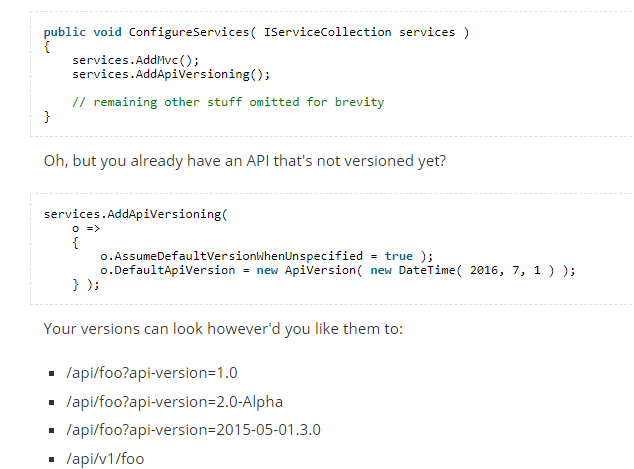 public void ConfigureServices( IServiceCollection services )
{
    services.AddMvc();
    services.AddApiVersioning();
    // remaining other stuff omitted for brevity
}
Oh, but you already have an API that's not versioned yet?
services.AddApiVersioning(
    o =>
    {
        o.AssumeDefaultVersionWhenUnspecified = true );
        o.DefaultApiVersion = new ApiVersion( new DateTime( 2016, 7, 1 ) );
    } );
Your versions can look however'd you like them to:
▪ /api/foo?api-version=1.0
▪ /api/foo?api-version=2.0-Alpha
▪ /api/foo?api-version=2015-05-01.3.0
▪ /api/v1/foo